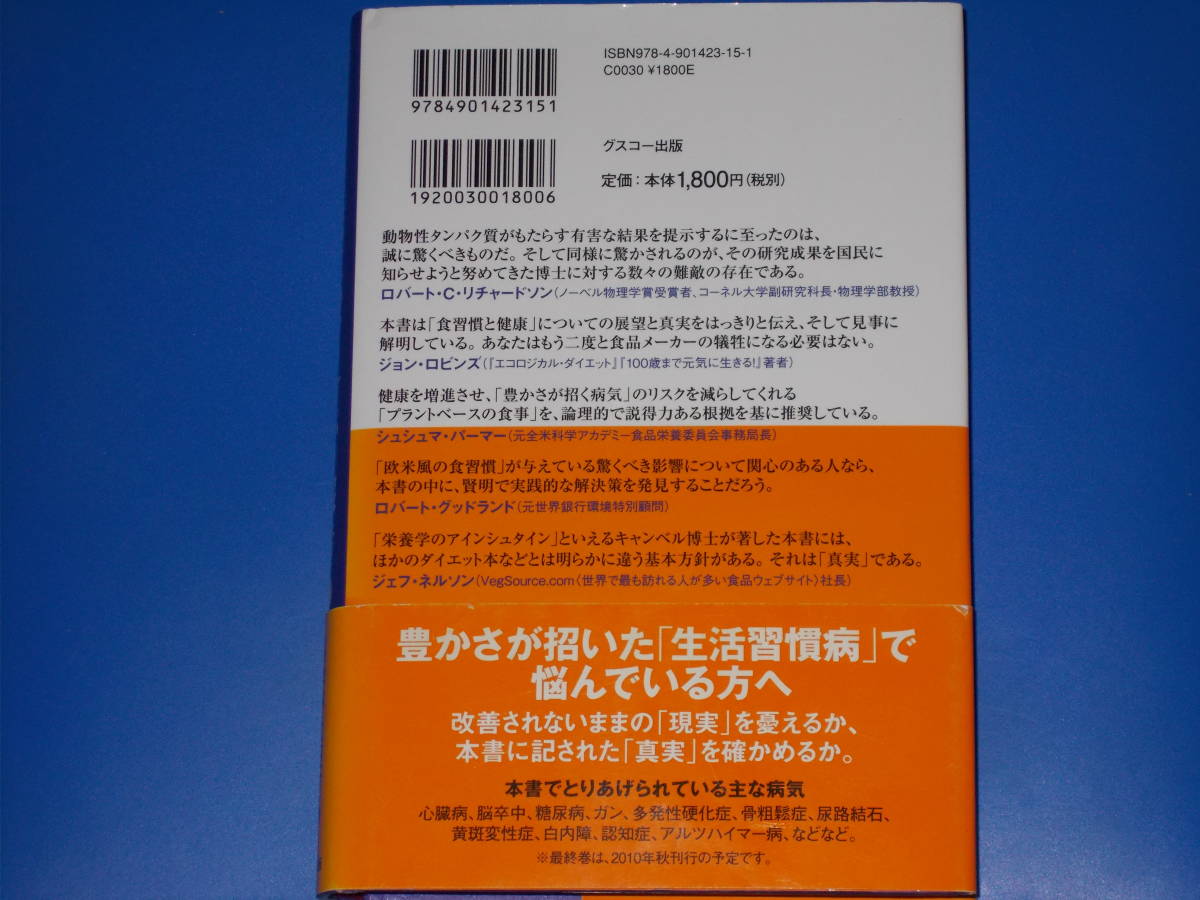 ISBN978-4-901423-15-1
C0030 ¥1800E
9784901423151
グスコー出版
定価：本体1,800円（税別）
1920030018006
動物性タンパク質がもたらす有害な結果を提示するに至ったのは、
誠に驚くべきものだ。そして同様に驚かされるのが、その研究成果を国民に
知らせようと努めてきた博士に対する数々の難敵の存在である。
ロバート・C・リチャードソン（ノーベル物理学賞受賞者、コーネル大学副研究科長・物理学部教授）
本書は「食習慣と健康」についての展望と真実をはっきりと伝え、そして見事に
解明している。あなたはもう二度と食品メーカーの犠牲になる必要はない。
ジョン・ロビンズ（『エコロジカル・ダイエット』『100歳まで元気に生きる！』著者）
健康を増進させ、「豊かさが招く病気」のリスクを減らしてくれる
「プラントベースの食事」を、論理的で説得力ある根拠を基に推奨している。
シュシュマ・パーマー（元全米科学アカデミー食品栄養委員会事務局長）
「欧米風の食習慣」が与えている驚くべき影響について関心のある人なら、
本書の中に、賢明で実践的な解決策を発見することだろう。
ロバート・グッドランド（元世界銀行環境特別顧問）
「栄養学のアインシュタイン」といえるキャンベル博士が著した本書には、
ほかのダイエット本などとは明らかに違う基本方針がある。それは「真実」である。
ジェフ・ネルソン（VegSource.com〈世界で最も訪れる人が多い食品ウェブサイト〉社長）
豊かさが招いた「生活習慣病」で
悩んでいる方へ
改善されないままの「現実」を憂えるか、
本書に記された「真実」を確かめるか。
本書でとりあげられている主な病気
心臓病、脳卒中、糖尿病、ガン、多発性硬化症、骨粗鬆症、尿路結石、
黄斑変性症、白内障、認知症、アルツハイマー病、などなど。
※最終巻は、2010年秋刊行の予定です。